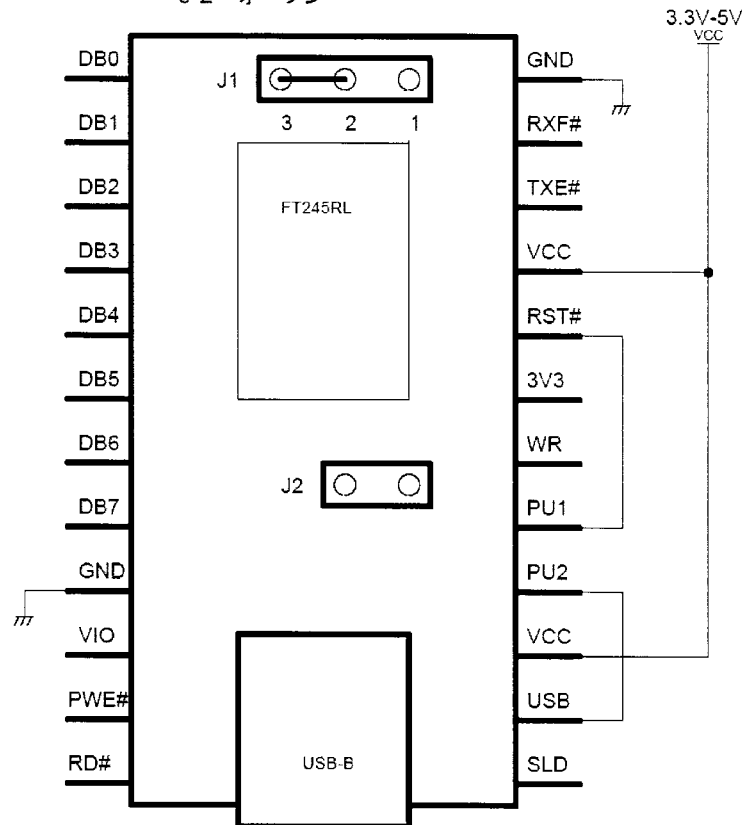 3.3V-5V
VCC
DB0
J1
GND
DB1
3 2 1
RXF#
DB2
FT245RL
TXE#
DB3
VCC
DB4
RST#
DB5
3V3
DB6
WR
DB7
J2
PU1
GND
PU2
VIO
VCC
PWE#
USB
RD#
USB-B
SLD